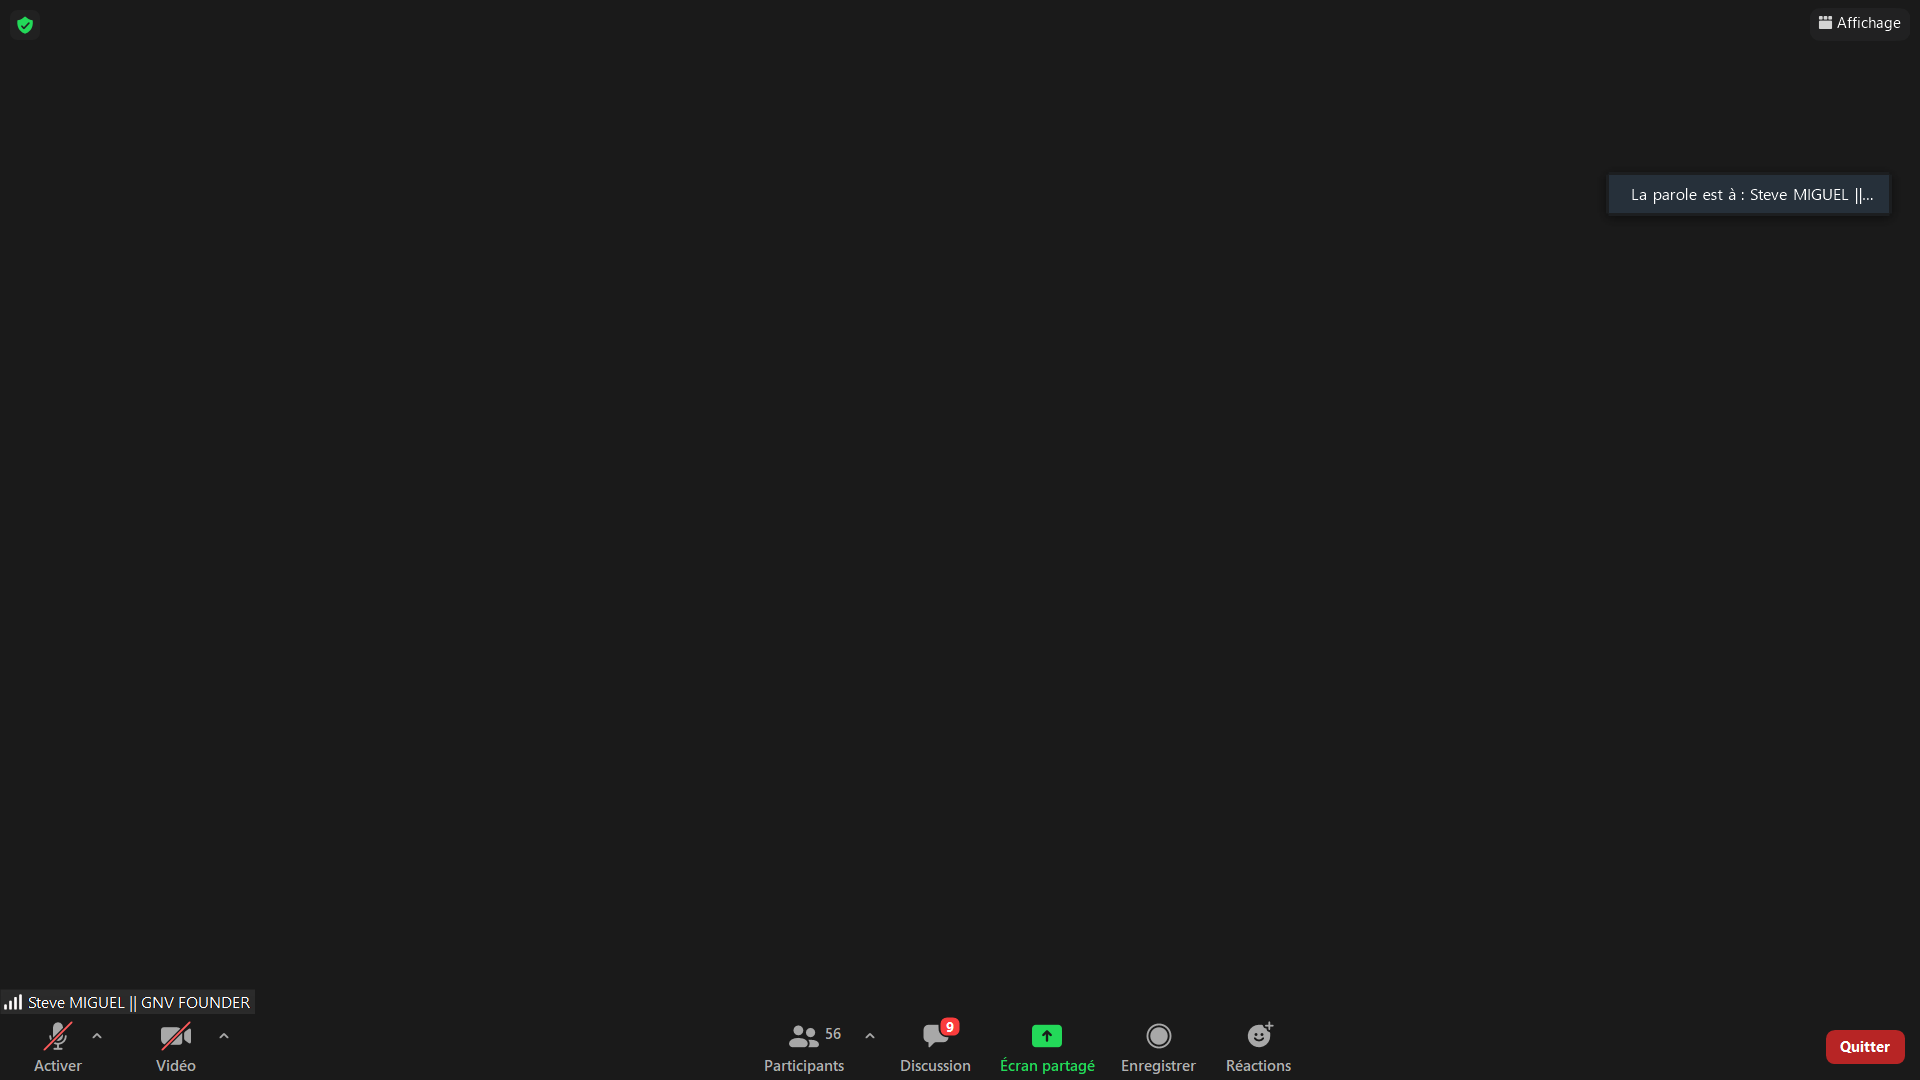 Affichage
La parole est à : Steve MIGUEL ||...
Steve MIGUEL || GNV FOUNDER
Activer
Vidéo
56
Participants
9
Discussion
Écran partagé
Enregistrer
Réactions
Quitter